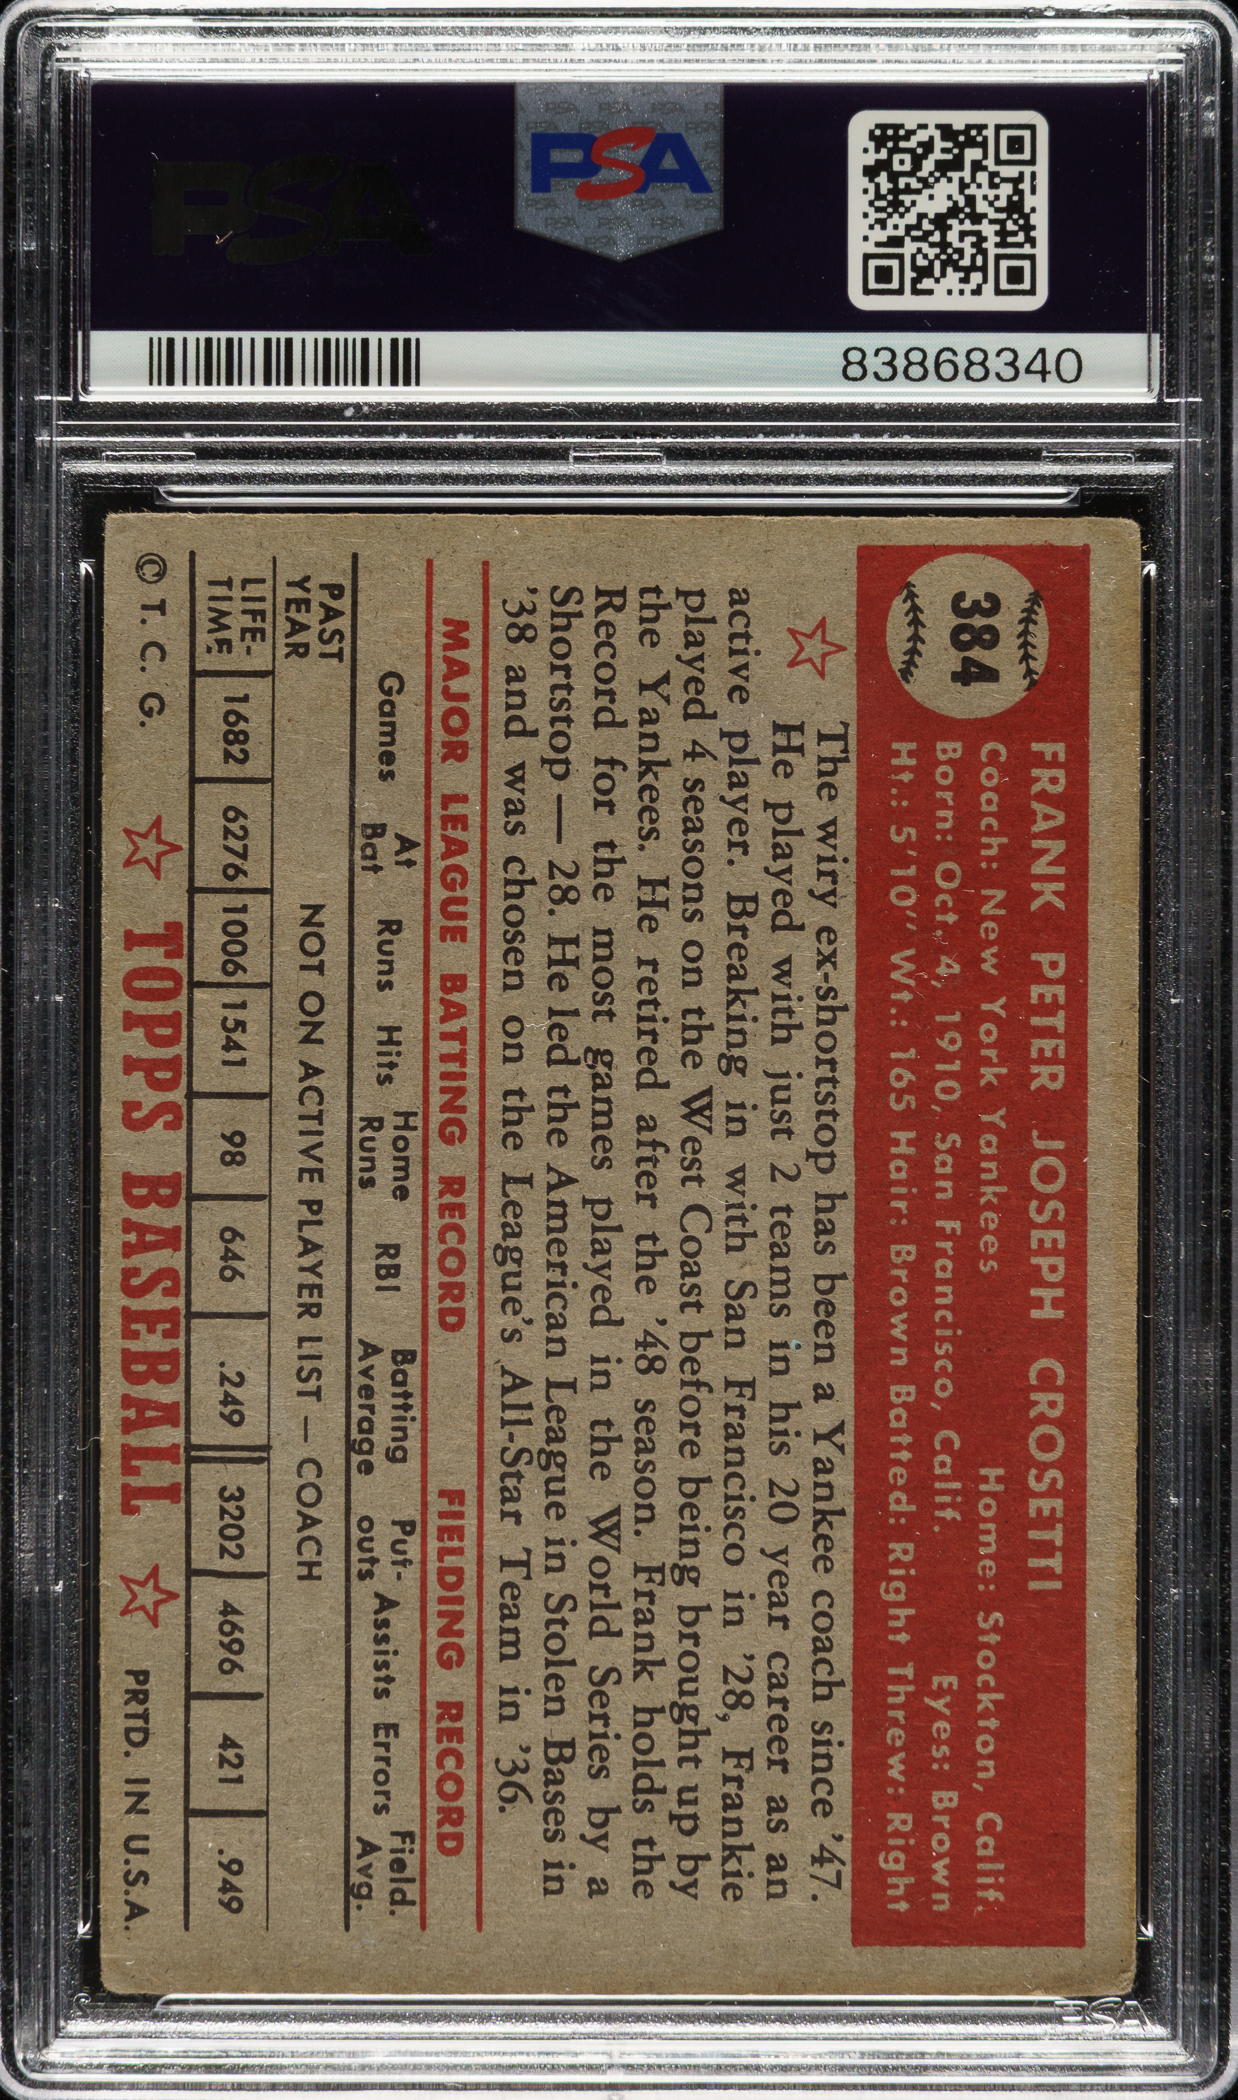 PSA
PSA
83868340
384
FRANK PETER JOSEPH CROSETTI
Coach: New York Yankees Home: Stockton, Calif.
Born: Oct. 4, 1910, San Francisco, Calif. Eyes: Brown
Ht.: 5'10" Wt.: 165 Hair: Brown Batted: Right Threw: Right
The wiry ex-shortstop has been a Yankee coach since '47.
He played with just 2 teams in his 20 year career as an
active player. Breaking in with San Francisco in '28, Frankie
played 4 seasons on the West Coast before being brought up by
the Yankees. He retired after the '48 season. Frank holds the
Record for the most games played in the World Series by a
Shortstop — 28. He led the American League in Stolen Bases in
'38 and was chosen on the League's All-Star Team in '36.
MAJOR LEAGUE BATTING RECORD FIELDING RECORD
Games At Bat Runs Hits Home Runs RBI Batting Average Put-outs Assists Errors Field. Avg.
PAST YEAR NOT ON ACTIVE PLAYER LIST — COACH
LIFE-TIME 1682 6276 1006 1541 98 646 .249 3202 4696 421 .949
© T. C. G. TOPPS BASEBALL PRTD. IN U.S.A.
PSA